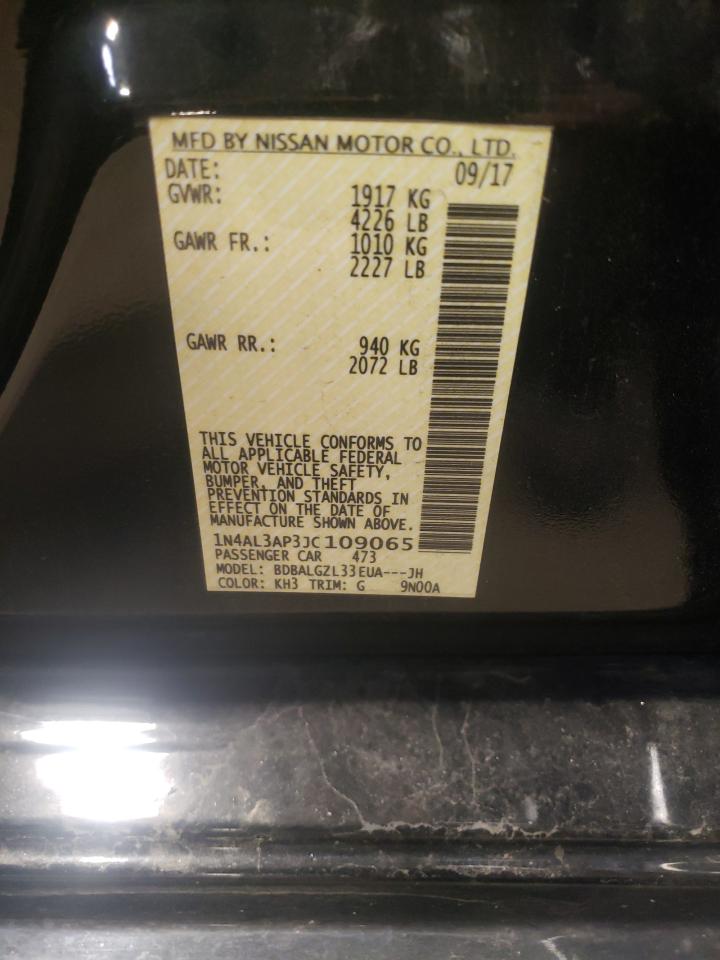 MFD BY NISSAN MOTOR CO., LTD.
DATE: 09/17
GVWR: 1917 KG
4226 LB
GAWR FR.: 1010 KG
2227 LB
GAWR RR.: 940 KG
2072 LB
THIS VEHICLE CONFORMS TO
ALL APPLICABLE FEDERAL
MOTOR VEHICLE SAFETY,
BUMPER, AND THEFT
PREVENTION STANDARDS IN
EFFECT ON THE DATE OF
MANUFACTURE SHOWN ABOVE.
1N4AL3AP3JC109065
PASSENGER CAR 473
MODEL: BDBALGZL33EUA---JH
COLOR: KH3 TRIM: G 9N00A